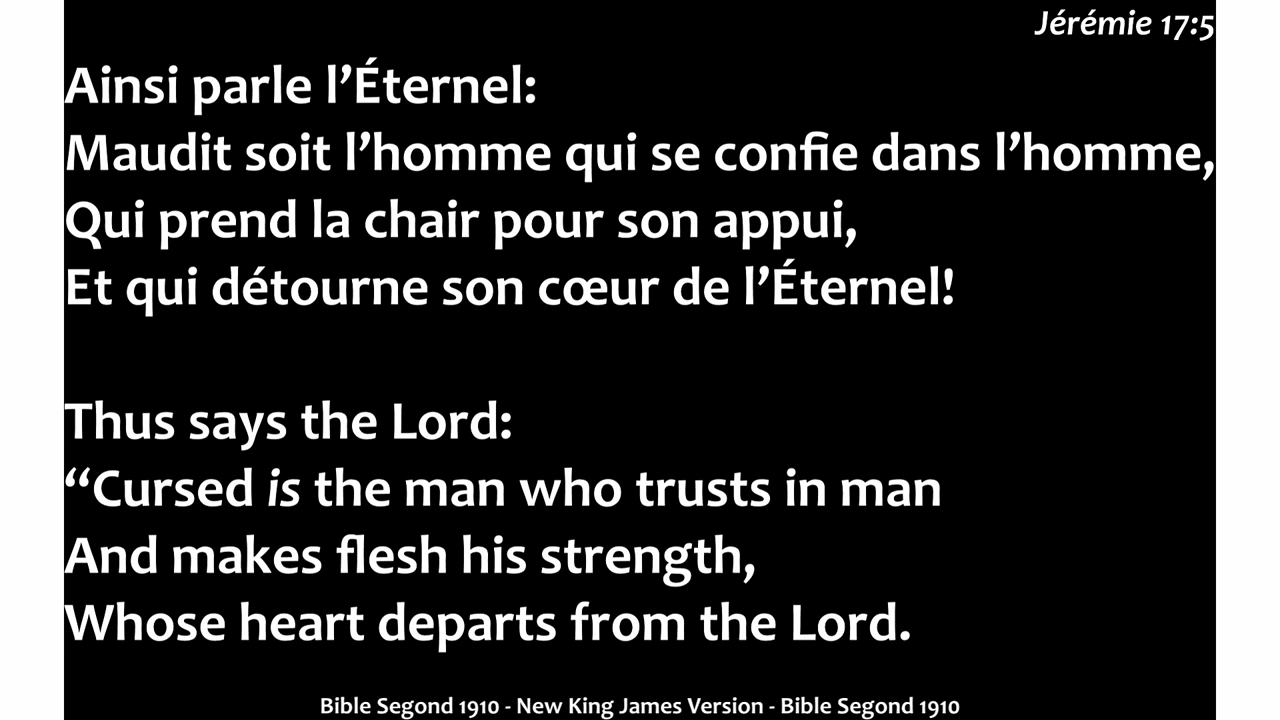 Jérémie 17:5
Ainsi parle l’Éternel:
Maudit soit l’homme qui se confie dans l’homme,
Qui prend la chair pour son appui,
Et qui détourne son cœur de l’Éternel!
Thus says the Lord:
“Cursed is the man who trusts in man
And makes flesh his strength,
Whose heart departs from the Lord.
Bible Segond 1910 - New King James Version - Bible Segond 1910